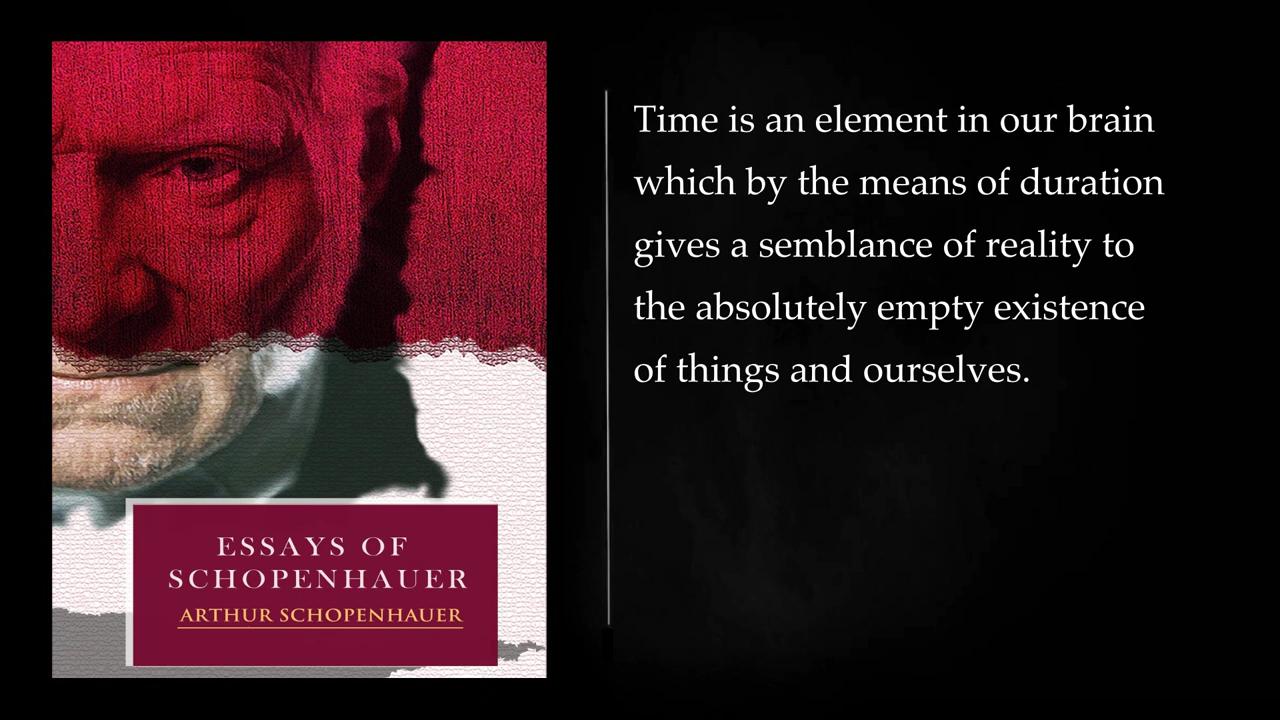 ESSAYS OF
SCHOPENHAUER
ARTHUR SCHOPENHAUER
Time is an element in our brain
which by the means of duration
gives a semblance of reality to
the absolutely empty existence
of things and ourselves.